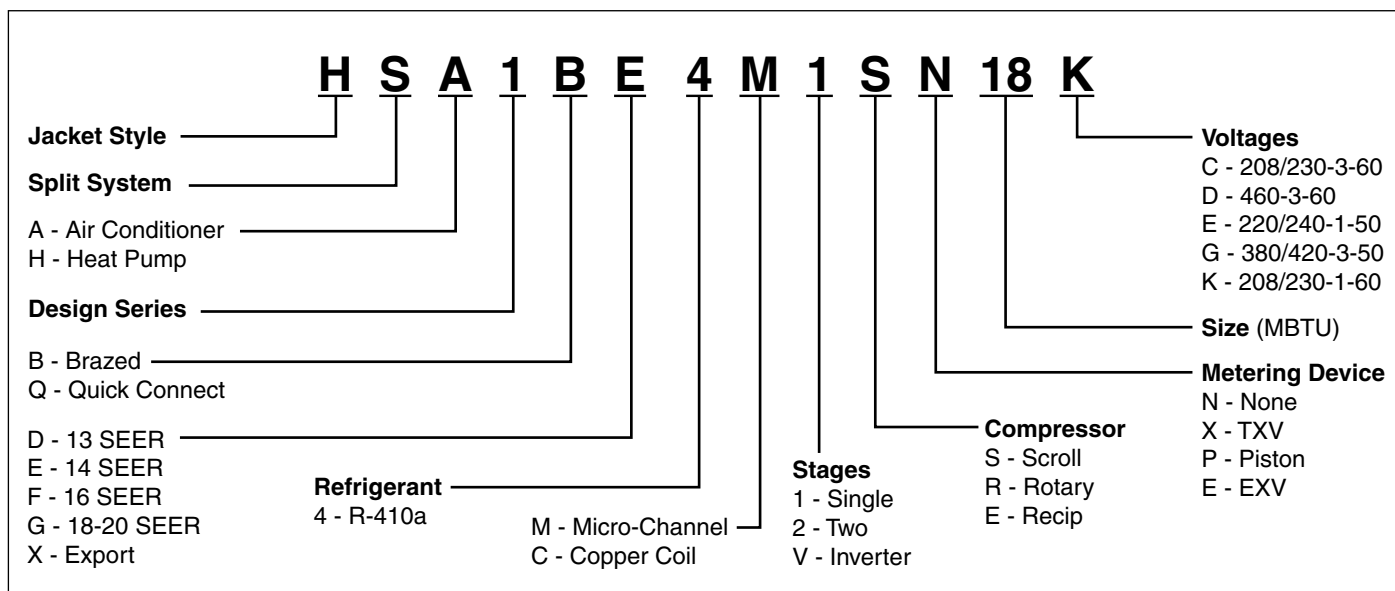 H S A 1 B E 4 M 1 S N 18 K
Jacket Style
Split System
A - Air Conditioner
H - Heat Pump
Design Series
B - Brazed
Q - Quick Connect
D - 13 SEER
E - 14 SEER
F - 16 SEER
G - 18-20 SEER
X - Export
Refrigerant
4 - R-410a
M - Micro-Channel
C - Copper Coil
Stages
1 - Single
2 - Two
V - Inverter
Compressor
S - Scroll
R - Rotary
E - Recip
Voltages
C - 208/230-3-60
D - 460-3-60
E - 220/240-1-50
G - 380/420-3-50
K - 208/230-1-60
Size (MBTU)
Metering Device
N - None
X - TXV
P - Piston
E - EXV